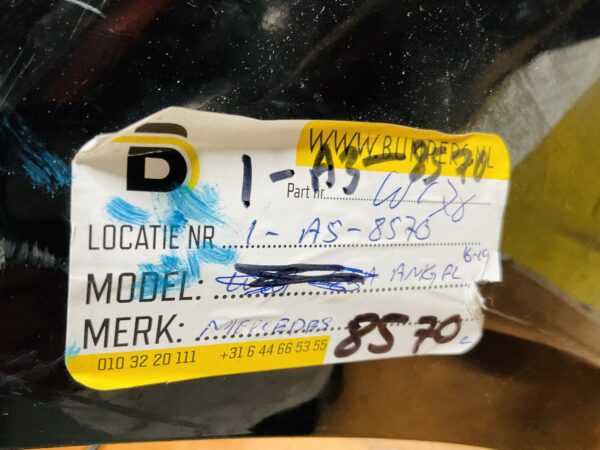 B
WWW.BUMPERS.NL
1 - AS - 8570
Part nr.
LOCATIE NR 1 - AS - 8570
MODEL: AMG PL 16-19
MERK: MERCEDES
8570
010 32 20 111 +31 6 44 66 53 55